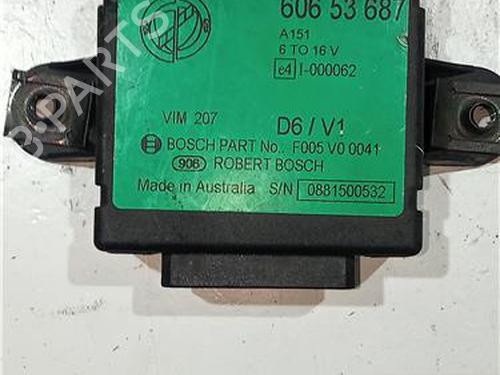 606 53 687
A151
6 TO 16 V
e4 I-000062
VIM 207 D6 / V1
BOSCH PART No.. F005 V0 0041
906 ROBERT BOSCH
Made in Australia S/N 0881500532
B-PARTS